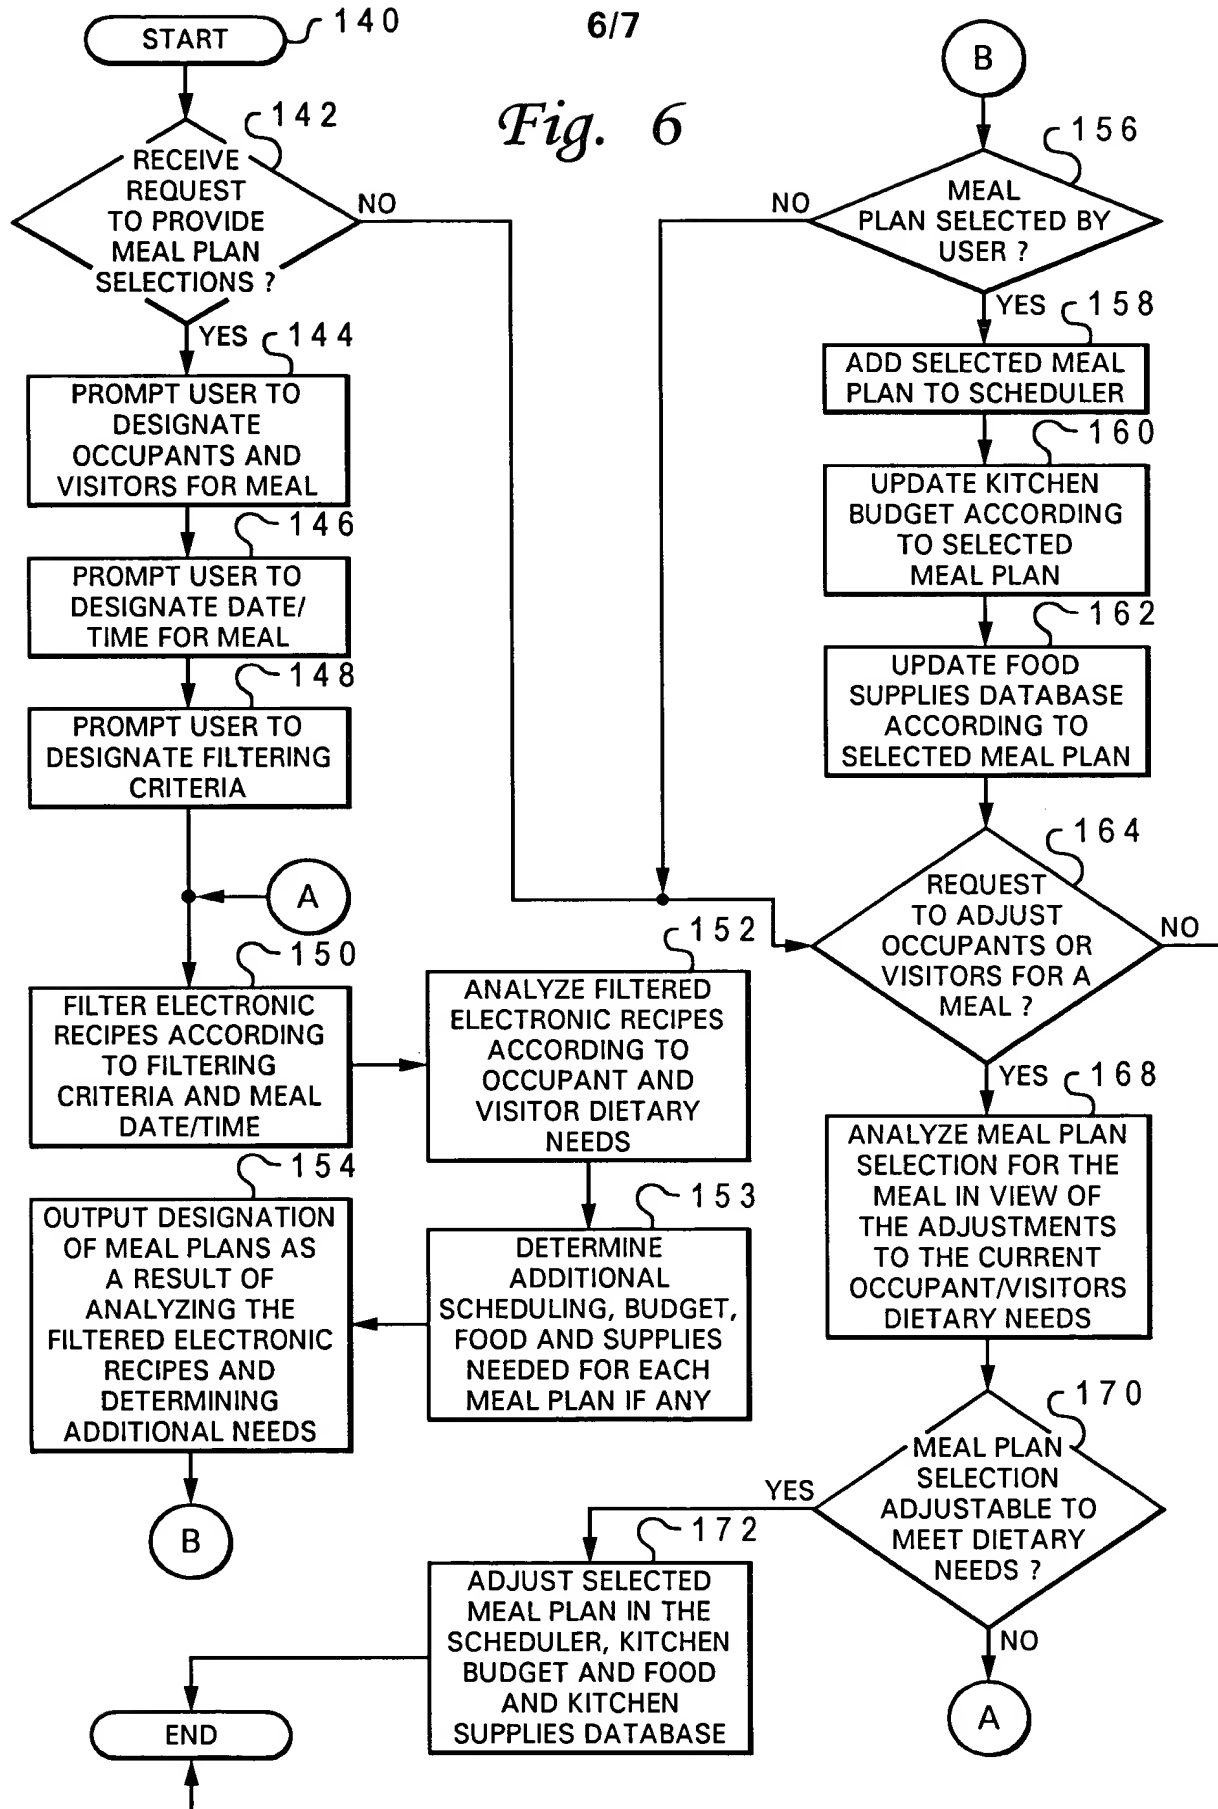 6/7
Fig. 6
START
140
142
RECEIVE
REQUEST
TO PROVIDE
MEAL PLAN
SELECTIONS ?
NO
YES
144
PROMPT USER TO
DESIGNATE
OCCUPANTS AND
VISITORS FOR MEAL
146
PROMPT USER TO
DESIGNATE DATE/
TIME FOR MEAL
148
PROMPT USER TO
DESIGNATE FILTERING
CRITERIA
A
150
FILTER ELECTRONIC
RECIPES ACCORDING
TO FILTERING
CRITERIA AND MEAL
DATE/TIME
152
ANALYZE FILTERED
ELECTRONIC RECIPES
ACCORDING TO
OCCUPANT AND
VISITOR DIETARY
NEEDS
153
DETERMINE
ADDITIONAL
SCHEDULING, BUDGET,
FOOD AND SUPPLIES
NEEDED FOR EACH
MEAL PLAN IF ANY
154
OUTPUT DESIGNATION
OF MEAL PLANS AS
A RESULT OF
ANALYZING THE
FILTERED ELECTRONIC
RECIPES AND
DETERMINING
ADDITIONAL NEEDS
B
B
156
MEAL
PLAN SELECTED BY
USER ?
NO
YES
158
ADD SELECTED MEAL
PLAN TO SCHEDULER
160
UPDATE KITCHEN
BUDGET ACCORDING
TO SELECTED
MEAL PLAN
162
UPDATE FOOD
SUPPLIES DATABASE
ACCORDING TO
SELECTED MEAL PLAN
164
REQUEST
TO ADJUST
OCCUPANTS OR
VISITORS FOR A
MEAL ?
NO
YES
168
ANALYZE MEAL PLAN
SELECTION FOR THE
MEAL IN VIEW OF
THE ADJUSTMENTS
TO THE CURRENT
OCCUPANT/VISITORS
DIETARY NEEDS
170
MEAL PLAN
SELECTION
ADJUSTABLE TO
MEET DIETARY
NEEDS ?
YES
NO
A
172
ADJUST SELECTED
MEAL PLAN IN THE
SCHEDULER, KITCHEN
BUDGET AND FOOD
AND KITCHEN
SUPPLIES DATABASE
END